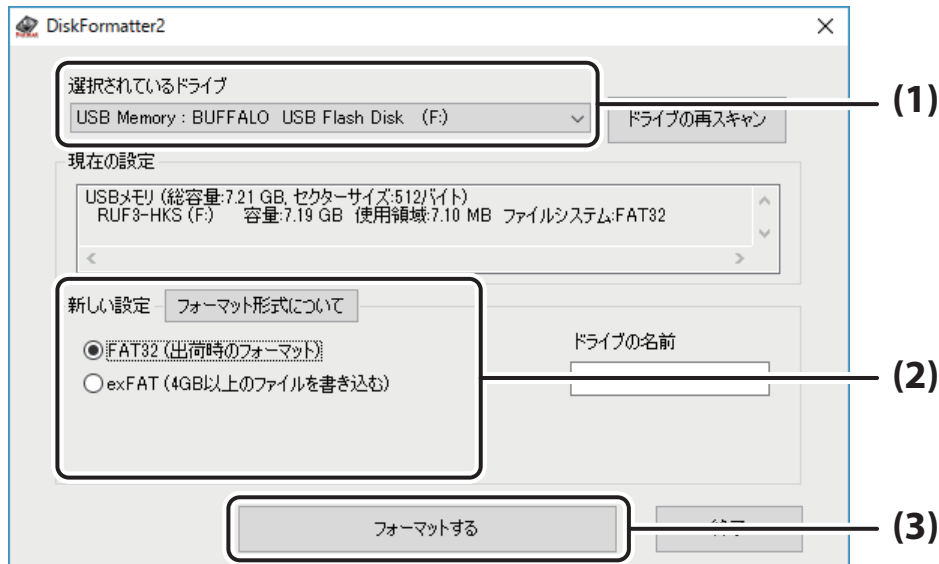 DiskFormatter2
選択されているドライブ
USB Memory : BUFFALO USB Flash Disk (F:)
ドライブの再スキャン
(1)
現在の設定
USBメモリ (総容量:7.21 GB, セクターサイズ:512バイト)
RUF3-HKS (F:) 容量:7.19 GB 使用領域:7.10 MB ファイルシステム:FAT32
新しい設定 フォーマット形式について
FAT32 (出荷時のフォーマット)
exFAT (4GB以上のファイルを書き込む)
ドライブの名前
(2)
フォーマットする
(3)